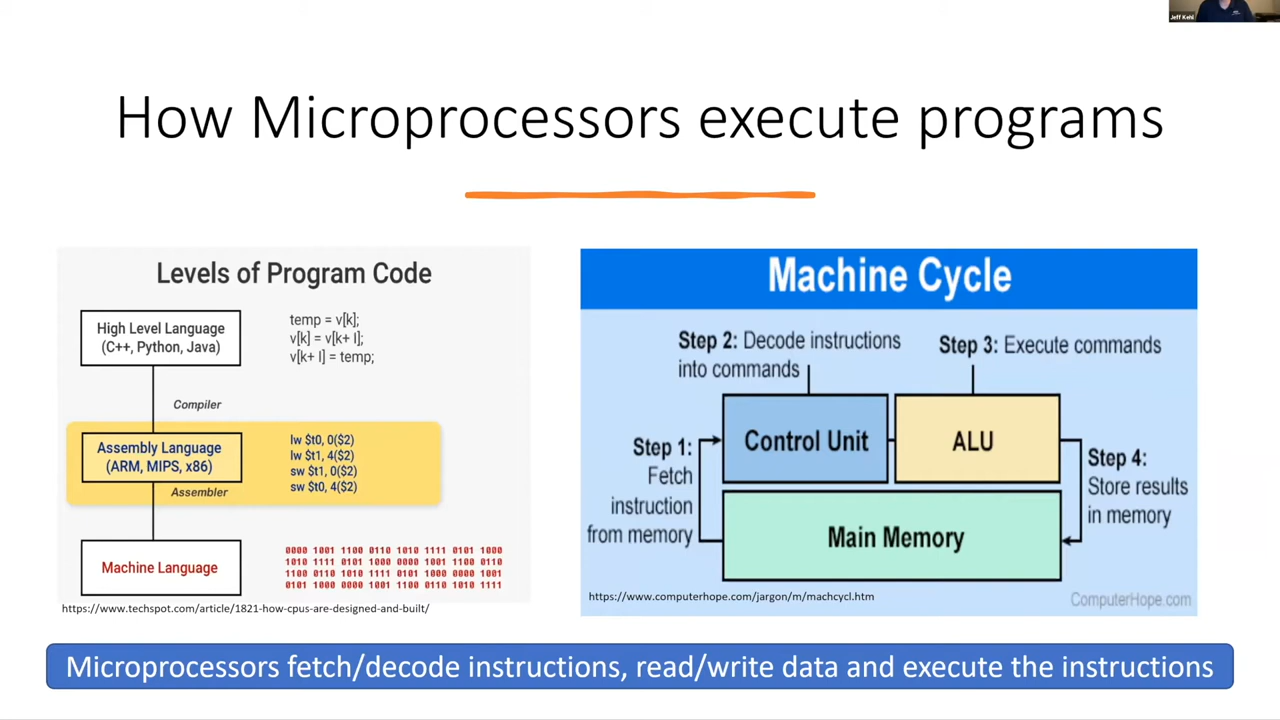 Jeff Kehl
How Microprocessors execute programs
Levels of Program Code
High Level Language
(C++, Python, Java)
temp = v[k];
v[k] = v[k+ I];
v[k+ I] = temp;
Compiler
Assembly Language
(ARM, MIPS, x86)
lw $t0, 0($2)
lw $t1, 4($2)
sw $t1, 0($2)
sw $t0, 4($2)
Assembler
Machine Language
0000 1001 1100 0110 1010 1111 0101 1000
1010 1111 0101 1000 0000 1001 1100 0110
1100 0110 1010 1111 0101 1000 0000 1001
0101 1000 0000 1001 1100 0110 1010 1111
https://www.techspot.com/article/1821-how-cpus-are-designed-and-built/
Machine Cycle
Step 2: Decode instructions
into commands
Step 3: Execute commands
Step 1:
Fetch
instruction
from memory
Control Unit
ALU
Main Memory
Step 4:
Store results
in memory
https://www.computerhope.com/jargon/m/machcycl.htm
ComputerHope.com
Microprocessors fetch/decode instructions, read/write data and execute the instructions